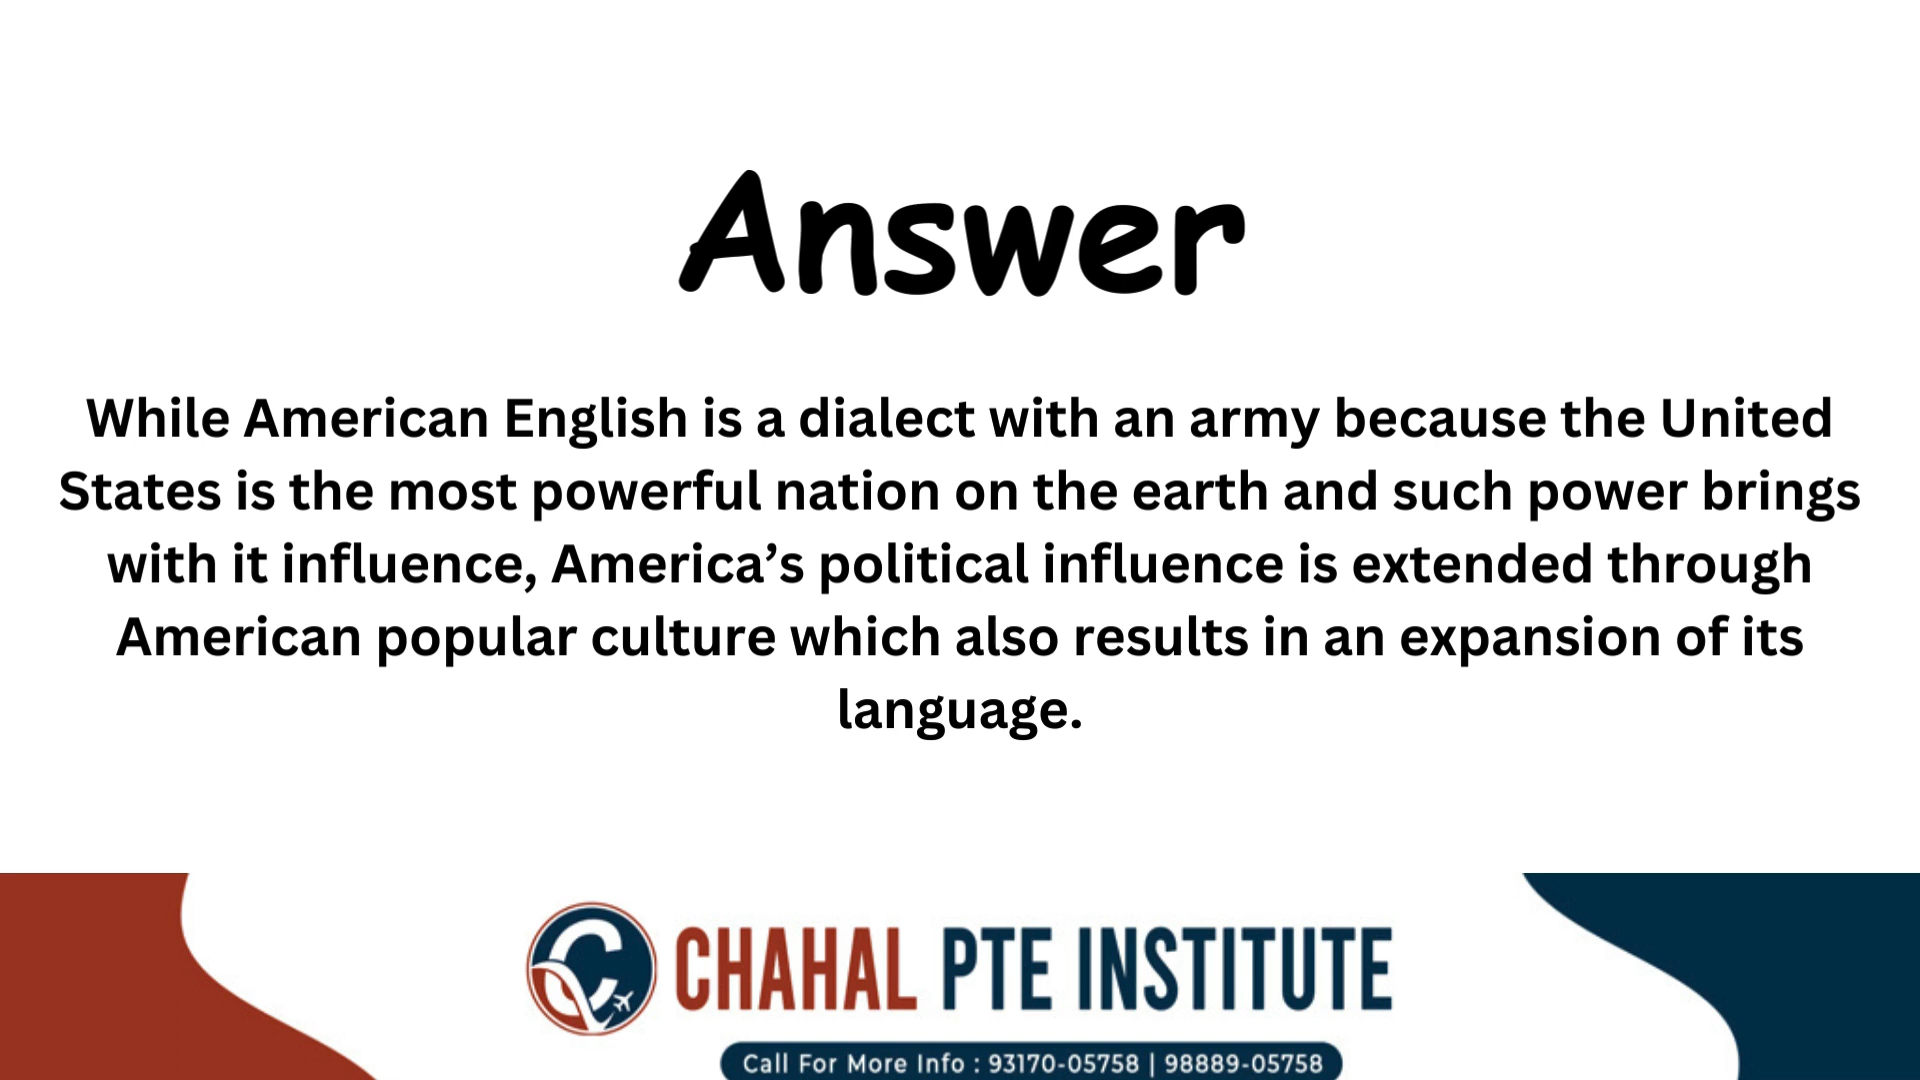 Answer
While American English is a dialect with an army because the United
States is the most powerful nation on the earth and such power brings
with it influence, America’s political influence is extended through
American popular culture which also results in an expansion of its
language.
CHAHAL PTE INSTITUTE
Call For More Info : 93170-05758 | 98889-05758